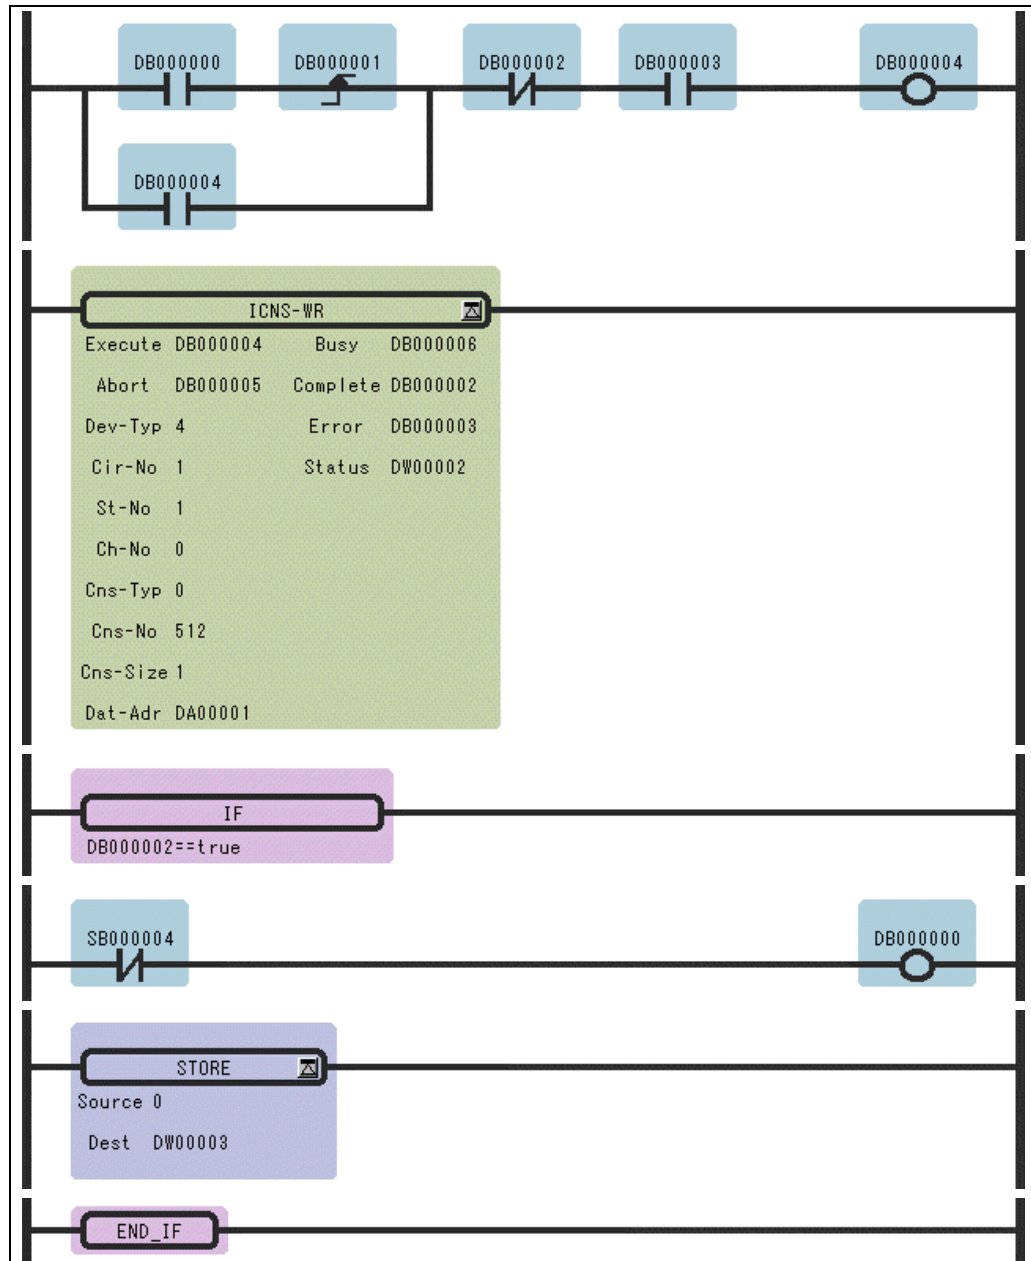 DB000000 DB000001 DB000002 DB000003 DB000004
DB000004
ICNS-WR
Execute DB000004 Busy DB000006
Abort DB000005 Complete DB000002
Dev-Typ 4 Error DB000003
Cir-No 1 Status DW00002
St-No 1
Ch-No 0
Cns-Typ 0
Cns-No 512
Cns-Size 1
Dat-Adr DA00001
IF
DB000002==true
SB000004 DB000000
STORE
Source 0
Dest DW00003
END_IF